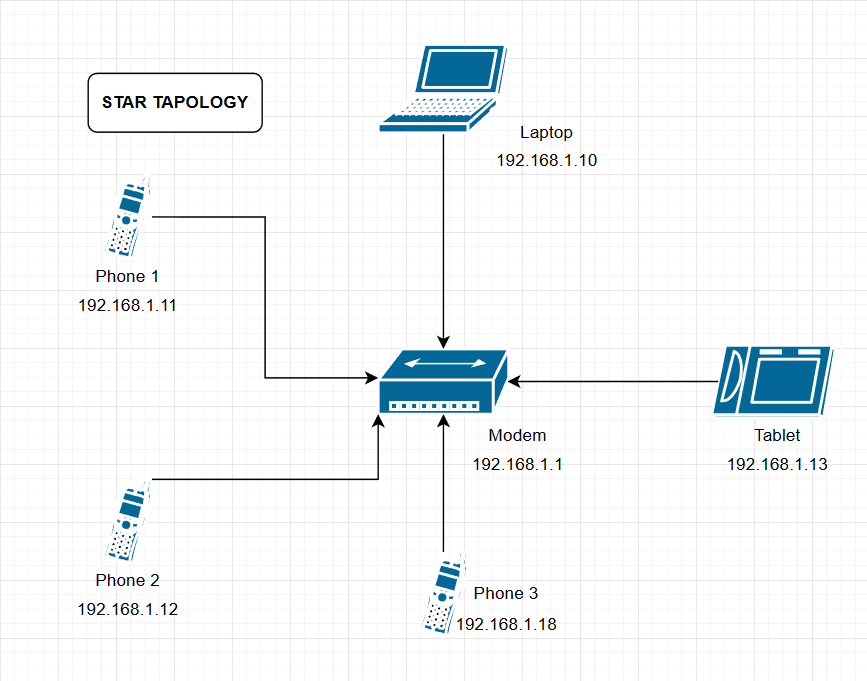 STAR TAPOLOGY
Laptop
192.168.1.10
Phone 1
192.168.1.11
Modem
192.168.1.1
Tablet
192.168.1.13
Phone 2
192.168.1.12
Phone 3
192.168.1.18